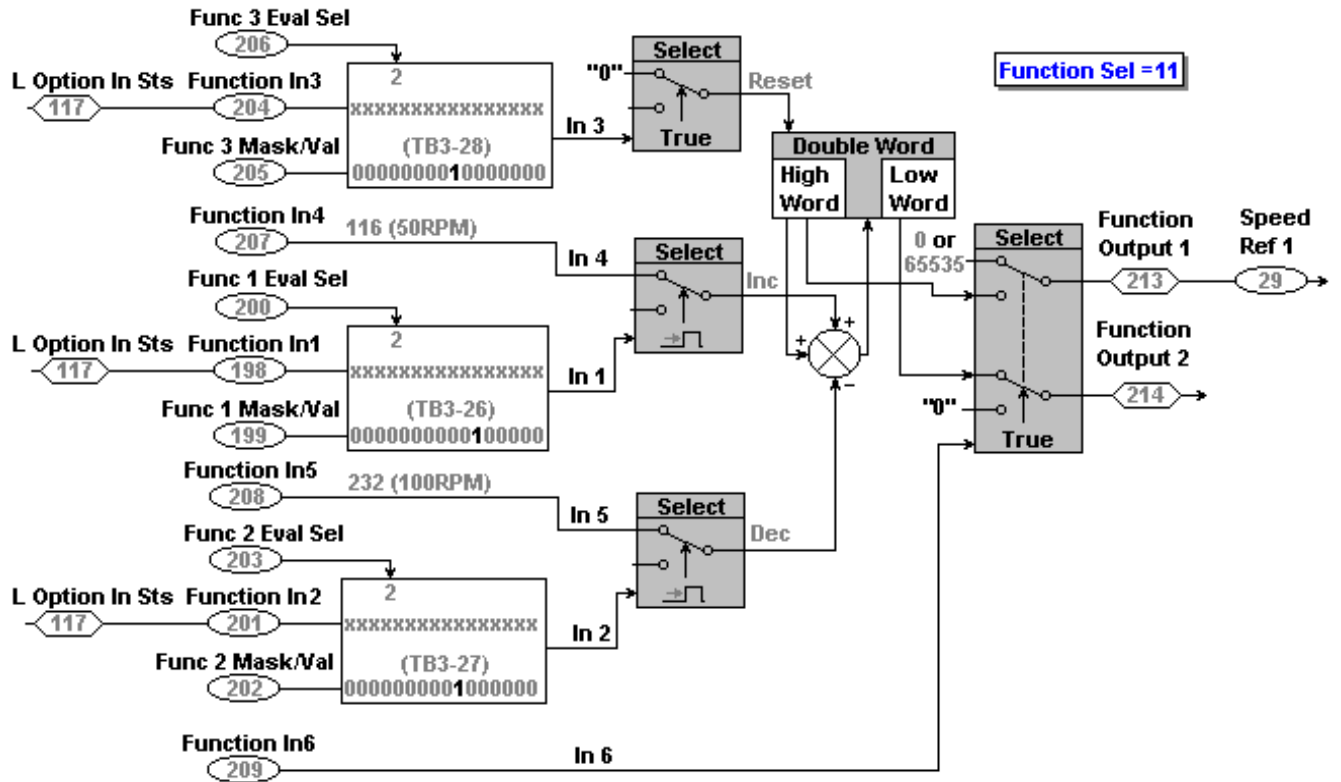 Func 3 Eval Sel
206
L Option In Sts Function In3
117
204
2
xxxxxxxxxxxxxxxx
Func 3 Mask/Val
205
(TB3-28)
0000000010000000
In 3
Select
"0"
True
Reset
Function Sel =11
Double Word
High Word
Low Word
Function In4
207
116 (50RPM)
In 4
Func 1 Eval Sel
200
L Option In Sts Function In1
117
198
2
xxxxxxxxxxxxxxxx
Func 1 Mask/Val
199
(TB3-26)
0000000000100000
In 1
Select
Inc
+
+
−
0 or
65535
Select
"0"
True
Function
Output 1
213
Speed
Ref 1
29
Function
Output 2
214
Function In5
208
232 (100RPM)
In 5
Func 2 Eval Sel
203
L Option In Sts Function In2
117
201
2
xxxxxxxxxxxxxxxx
Func 2 Mask/Val
202
(TB3-27)
0000000001000000
In 2
Select
Dec
Function In6
209
In 6